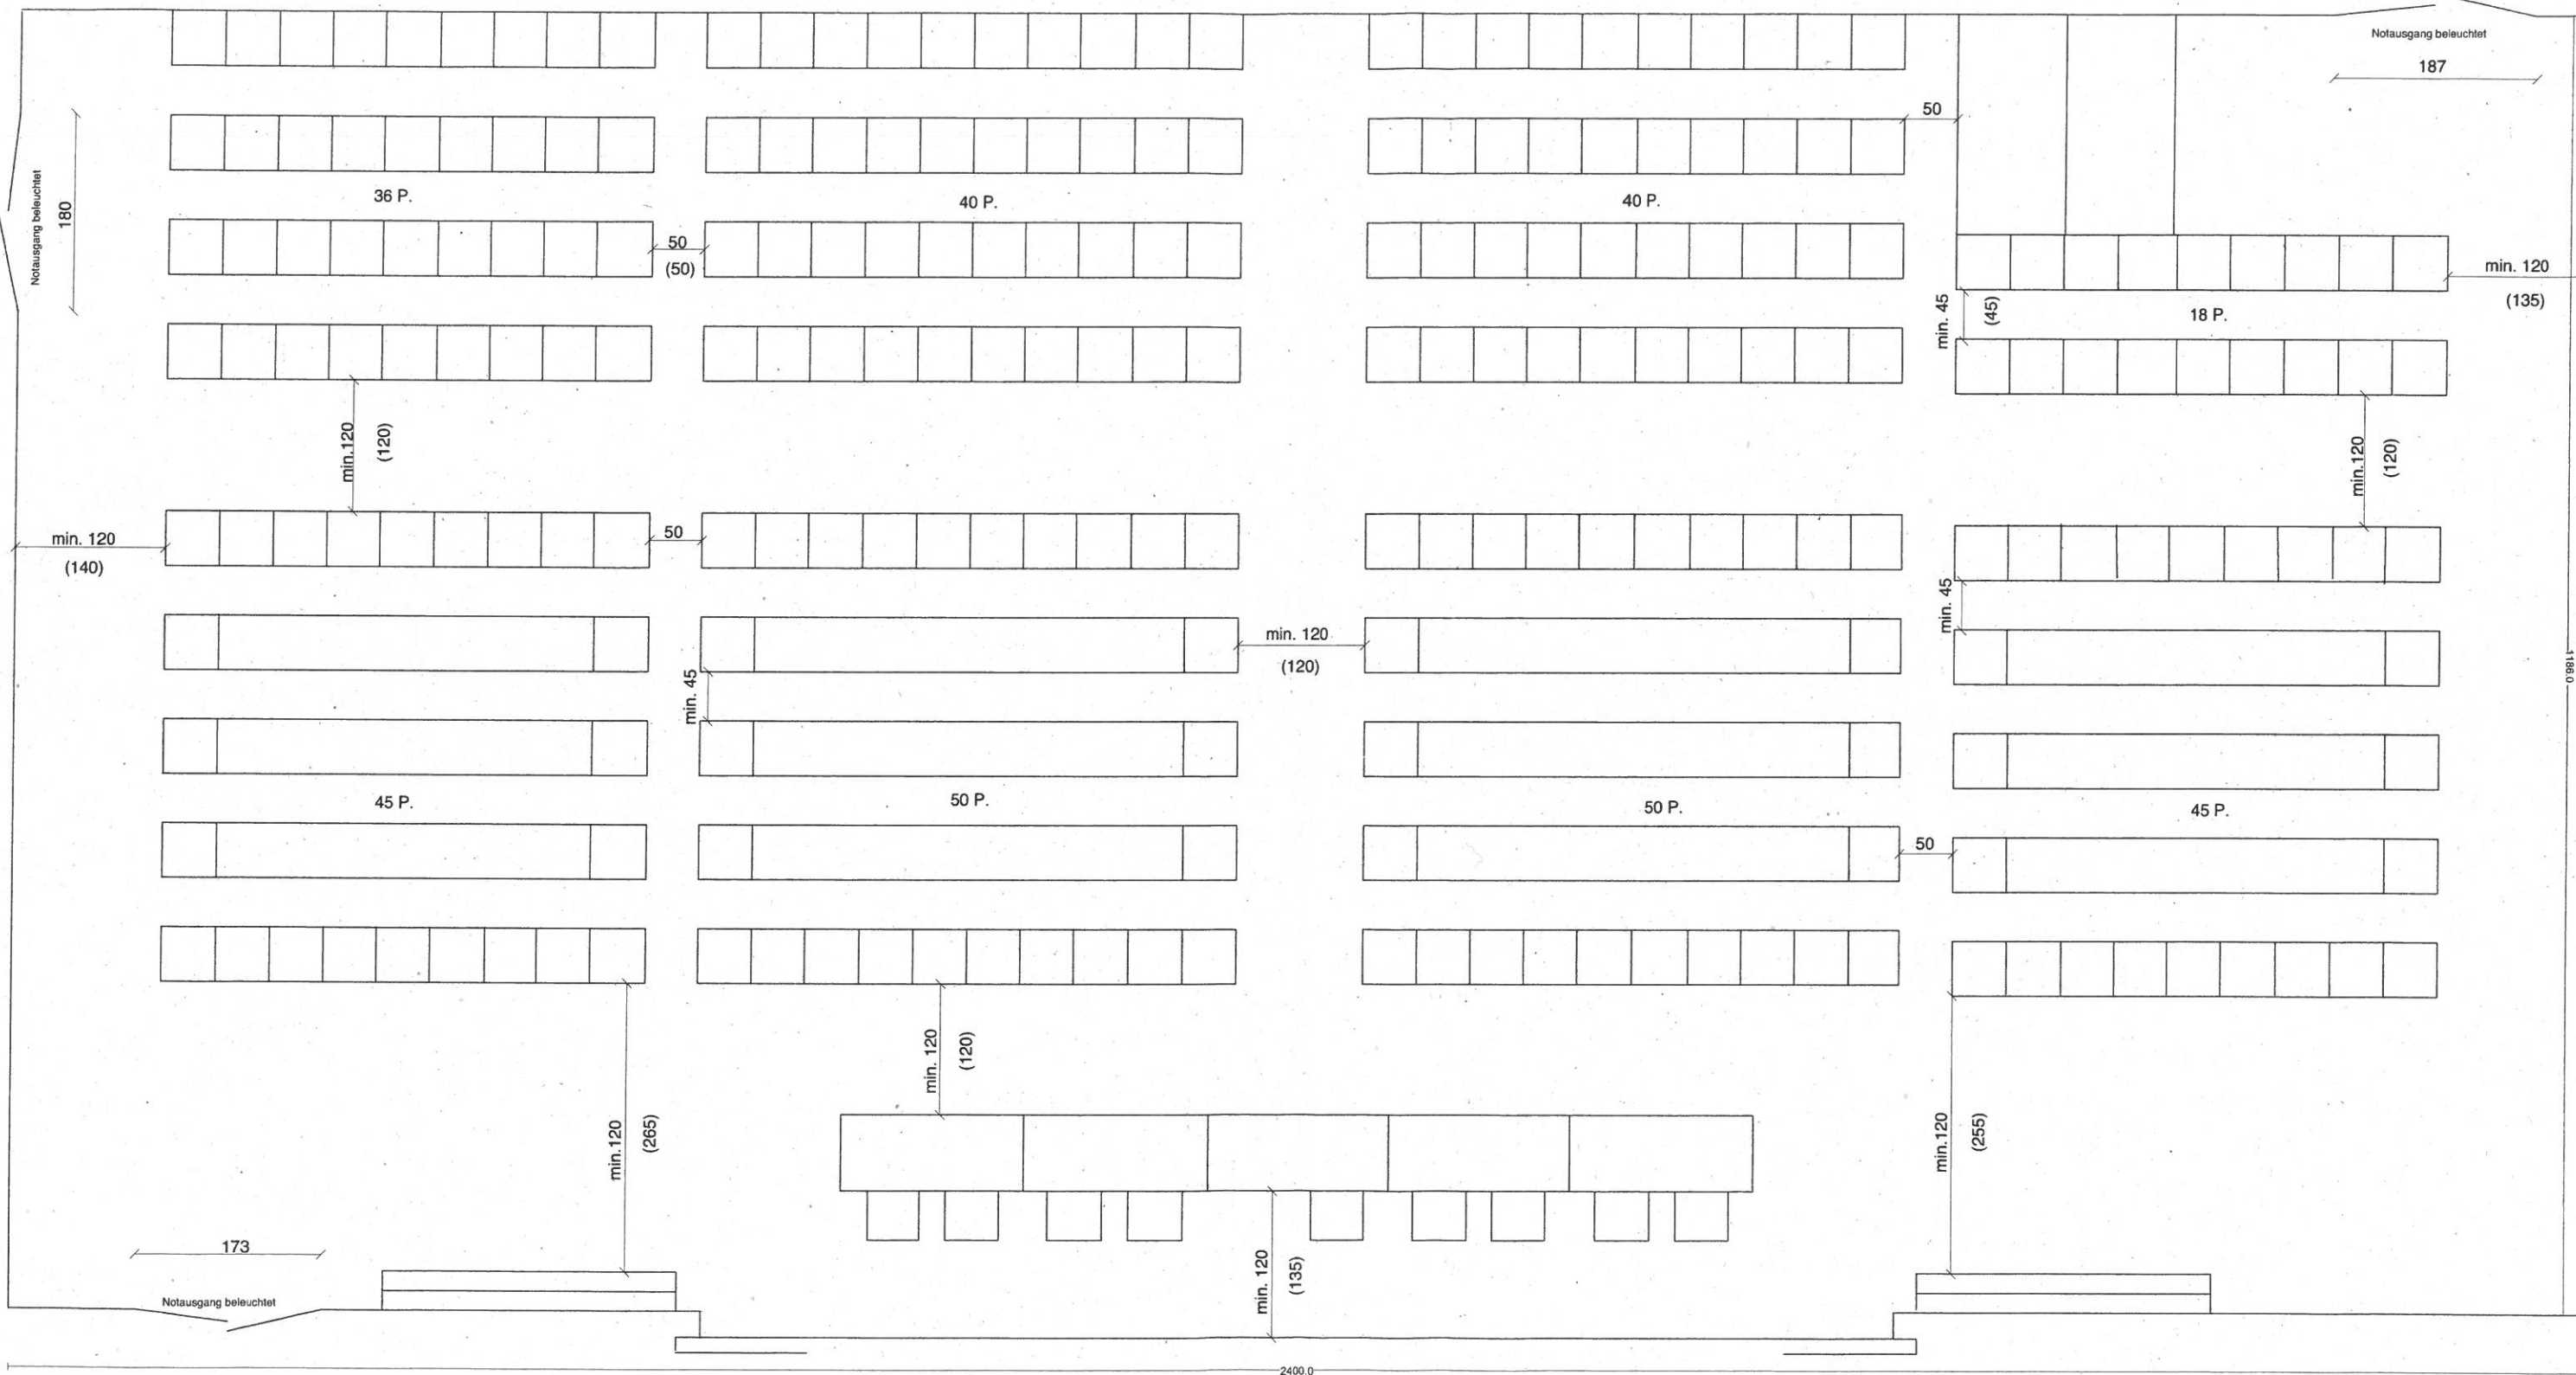 Notausgang beleuchtet
187
50
Notausgang beleuchtet
180
36 P.
40 P.
40 P.
50
(50)
min. 120
(135)
min. 45
(45)
18 P.
min.120
(120)
min.120
(120)
min. 120
(140)
50
min. 45
min. 120
(120)
min. 45
1186.0
45 P.
50 P.
50 P.
45 P.
50
min. 120
(120)
min.120
(265)
min.120
(255)
173
min. 120
(135)
Notausgang beleuchtet
2400.0